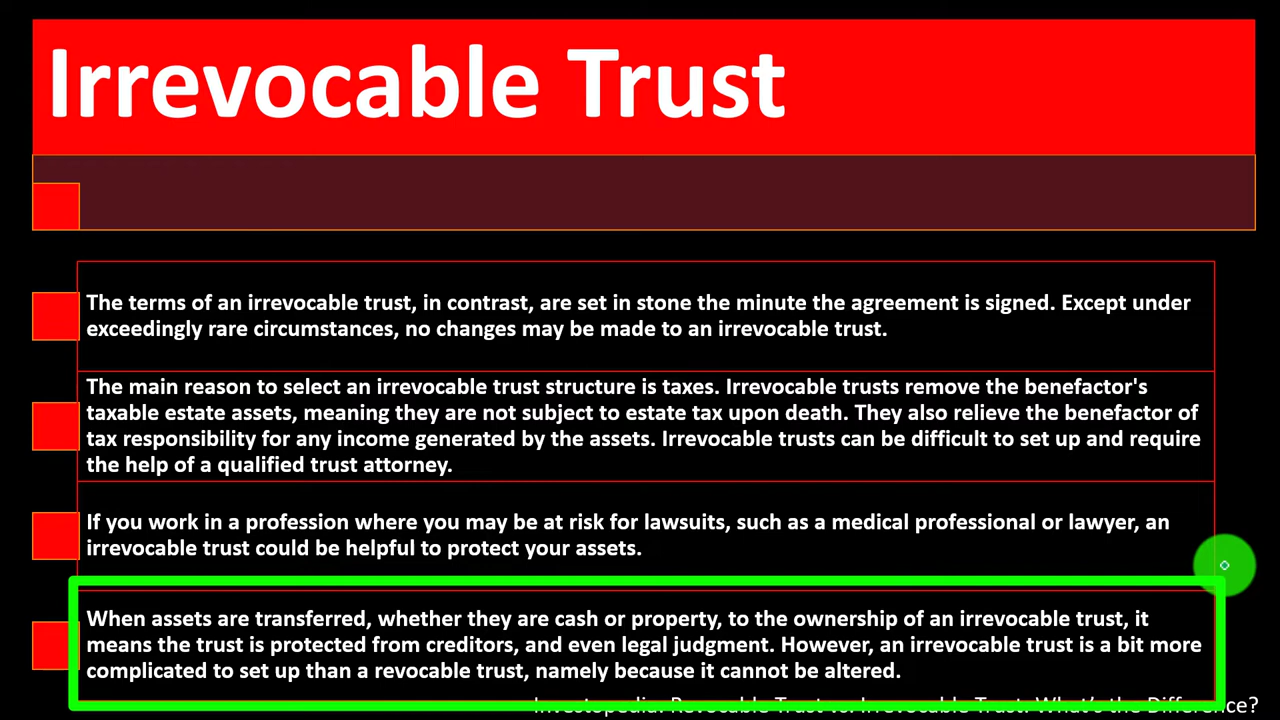 Irrevocable Trust
The terms of an irrevocable trust, in contrast, are set in stone the minute the agreement is signed. Except under
exceedingly rare circumstances, no changes may be made to an irrevocable trust.
The main reason to select an irrevocable trust structure is taxes. Irrevocable trusts remove the benefactor's
taxable estate assets, meaning they are not subject to estate tax upon death. They also relieve the benefactor of
tax responsibility for any income generated by the assets. Irrevocable trusts can be difficult to set up and require
the help of a qualified trust attorney.
If you work in a profession where you may be at risk for lawsuits, such as a medical professional or lawyer, an
irrevocable trust could be helpful to protect your assets.
When assets are transferred, whether they are cash or property, to the ownership of an irrevocable trust, it
means the trust is protected from creditors, and even legal judgment. However, an irrevocable trust is a bit more
complicated to set up than a revocable trust, namely because it cannot be altered.
Investopedia: Revocable Trust vs. Irrevocable Trust: What's the Difference?